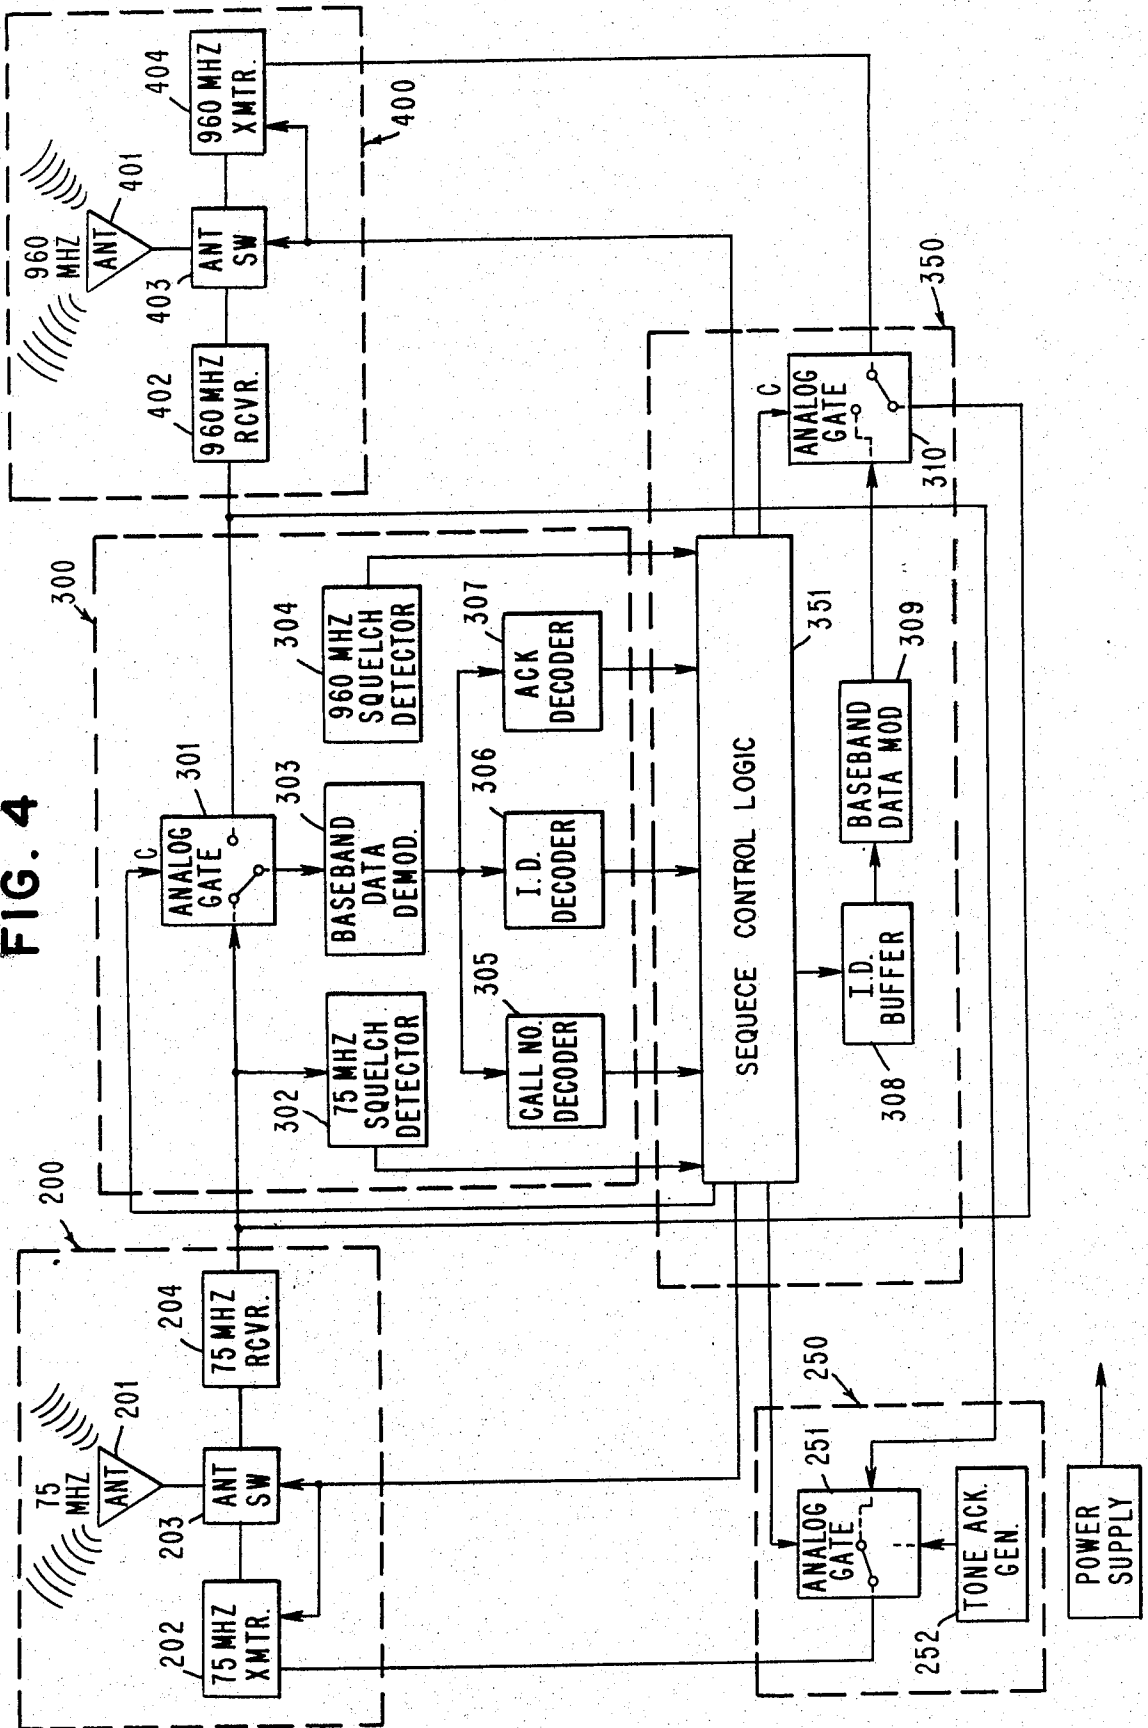 FIG. 4
200
75
MHZ
ANT
201
202
75 MHZ
XMTR.
203
ANT
SW
204
75 MHZ
RCVR.
300
C
301
ANALOG
GATE
302
75 MHZ
SQUELCH
DETECTOR
303
BASEBAND
DATA
DEMOD.
304
960 MHZ
SQUELCH
DETECTOR
305
CALL NO.
DECODER
306
I.D.
DECODER
307
ACK
DECODER
960
MHZ
ANT
401
402
960 MHZ
RCVR.
403
ANT
SW
404
960 MHZ
XMTR.
400
SEQUECE CONTROL LOGIC
351
308
I.D.
BUFFER
BASEBAND
DATA MOD
309
C
ANALOG
GATE
310
350
250
251
ANALOG
GATE
252
TONE ACK.
GEN.
POWER
SUPPLY